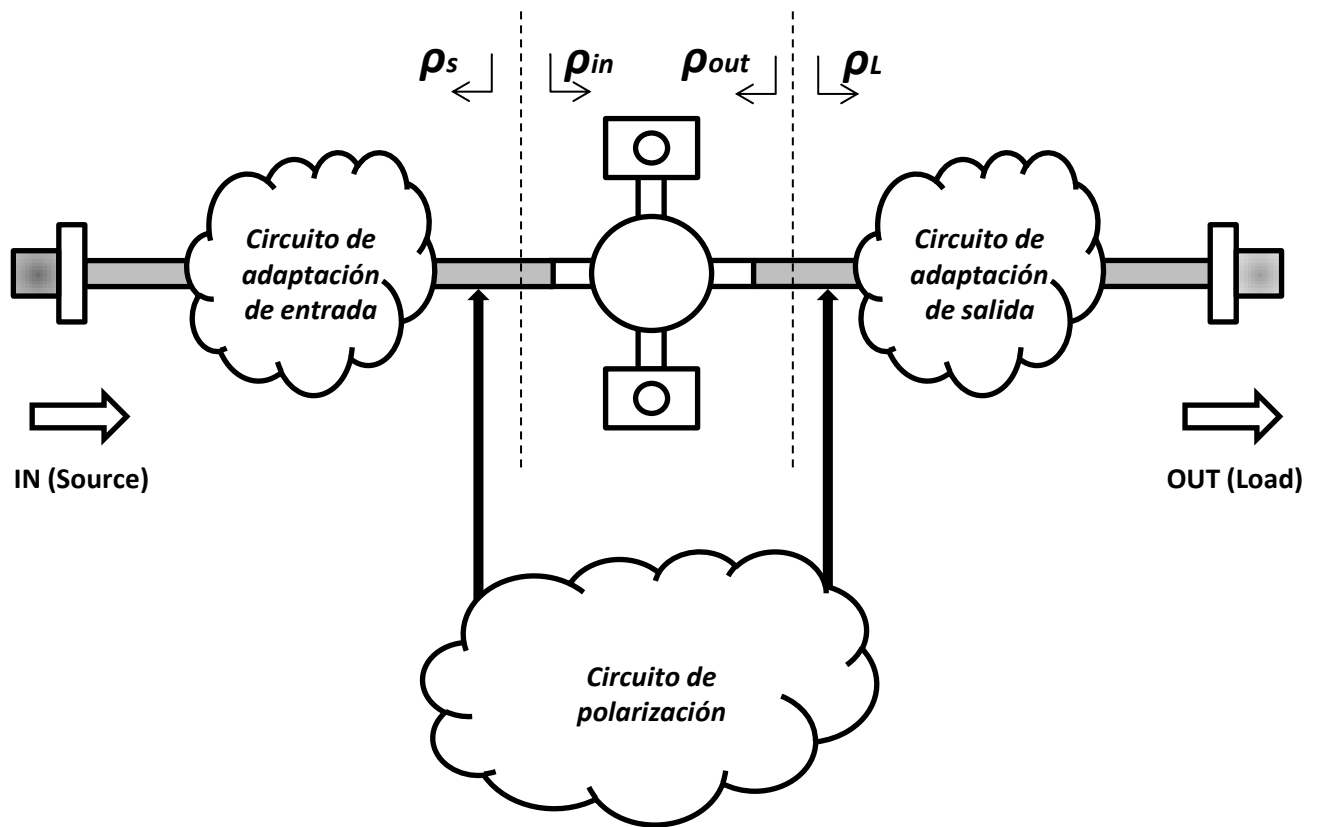 ρs
ρin
ρout
ρL
Circuito de
adaptación
de entrada
Circuito de
adaptación
de salida
IN (Source)
OUT (Load)
Circuito de
polarización